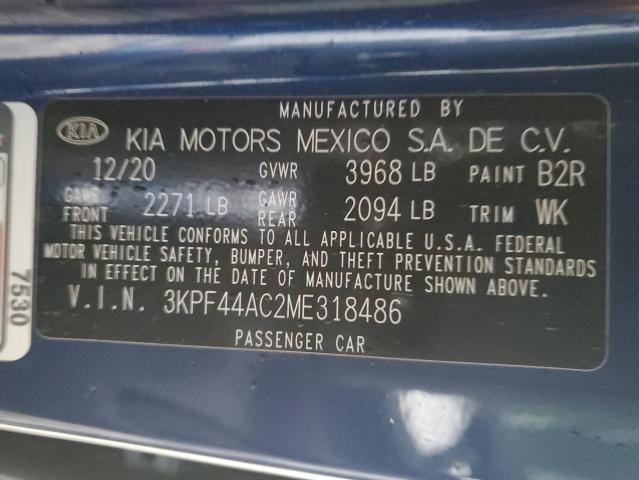 MANUFACTURED BY
KIA KIA MOTORS MEXICO S.A. DE C.V.
12/20 GVWR 3968 LB PAINT B2R
GAWR FRONT 2271 LB GAWR REAR 2094 LB TRIM WK
THIS VEHICLE CONFORMS TO ALL APPLICABLE U.S.A. FEDERAL
MOTOR VEHICLE SAFETY, BUMPER, AND THEFT PREVENTION STANDARDS
IN EFFECT ON THE DATE OF MANUFACTURE SHOWN ABOVE.
V.I.N. 3KPF44AC2ME318486
PASSENGER CAR
7530